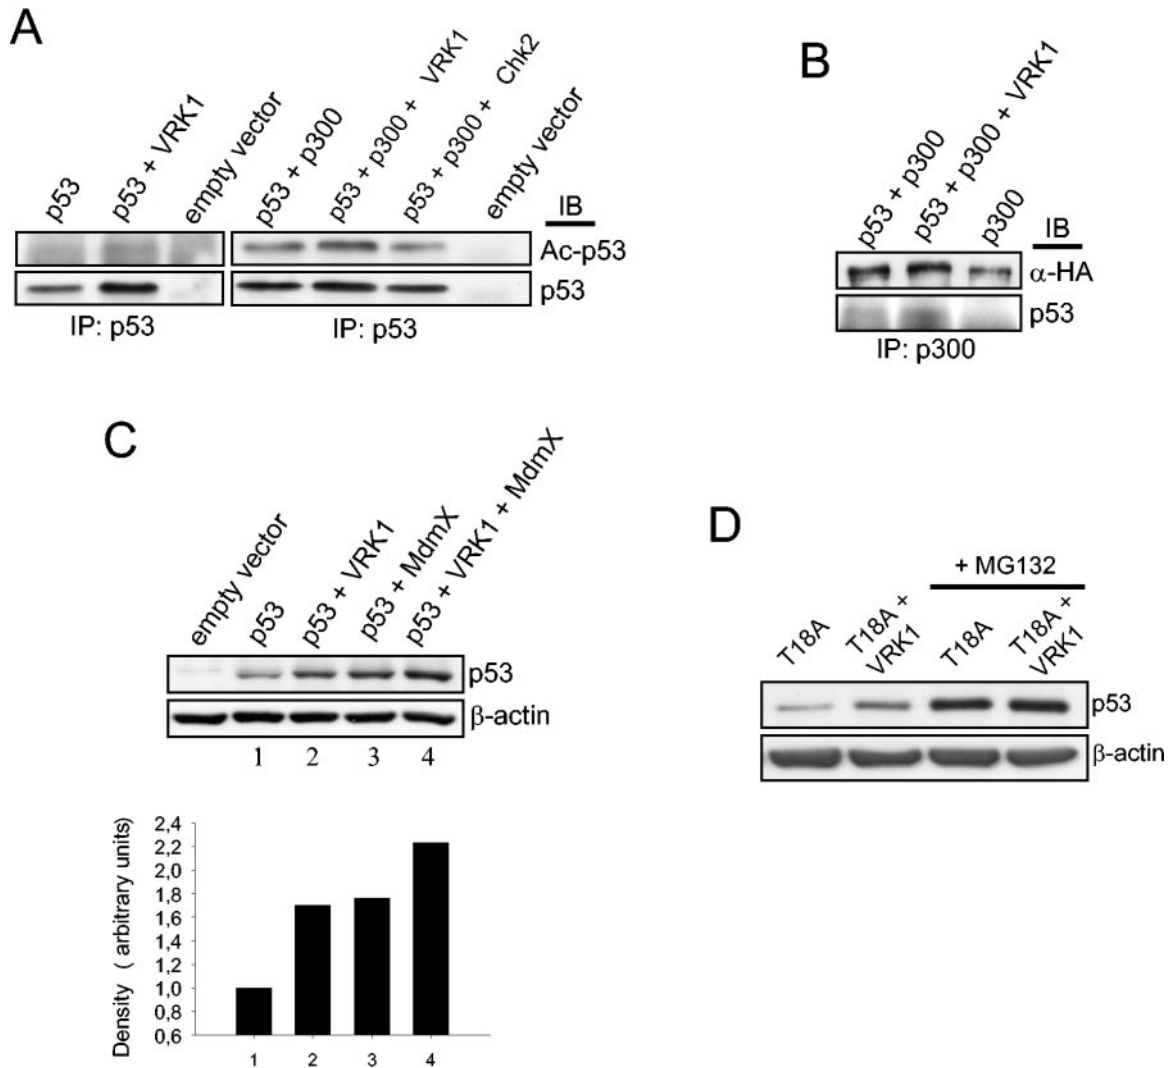 A
p53
p53 + VRK1
empty vector
p53 + p300
p53 + p300 + VRK1
p53 + p300 + Chk2
empty vector
IB
Ac-p53
p53
IP: p53
IP: p53
B
p53 + p300
p53 + p300 + VRK1
p300
IB
α-HA
p53
IP: p300
C
empty vector
p53
p53 + VRK1
p53 + MdmX
p53 + VRK1 + MdmX
p53
β-actin
1 2 3 4
Density ( arbitrary units)
2,4
2,2
2,0
1,8
1,6
1,4
1,2
1,0
0,8
0,6
1 2 3 4
D
+ MG132
T18A
T18A +
VRK1
T18A
T18A +
VRK1
p53
β-actin